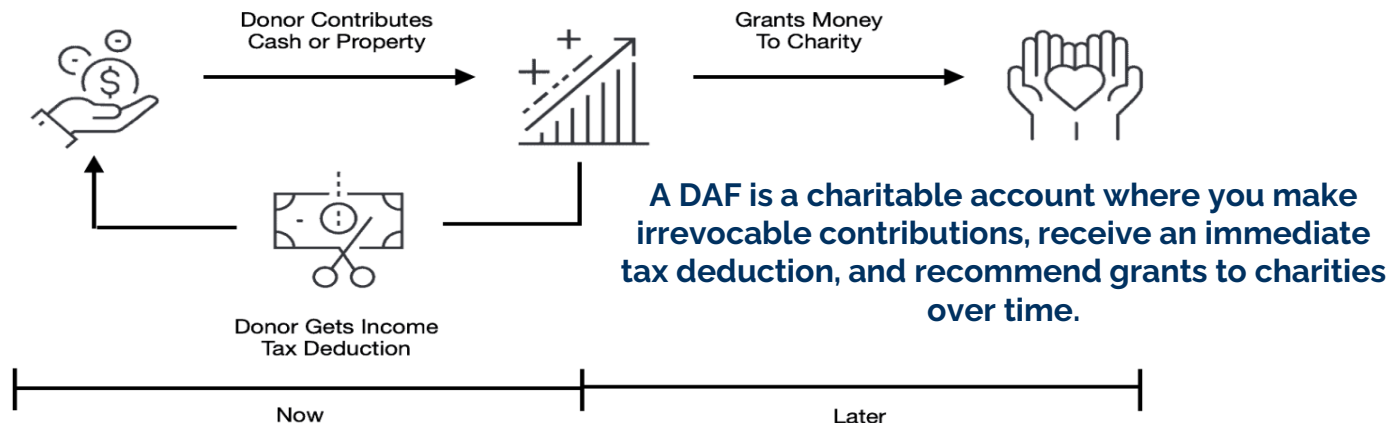 Donor Contributes
Cash or Property
Grants Money
To Charity
$
A DAF is a charitable account where you make
irrevocable contributions, receive an immediate
tax deduction, and recommend grants to charities
over time.
Donor Gets Income
Tax Deduction
Now
Later